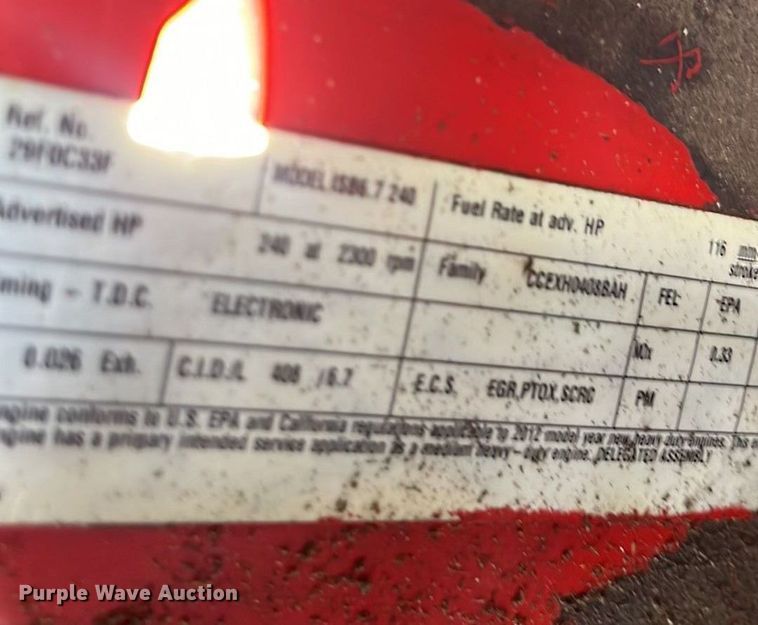 Ref. No.
29F0C33F
MODEL ISB6.7 240
Fuel Rate at adv. HP
116 mm
stroke
Advertised HP
240 at 2300 rpm
Family CCEXH0408BAH
FEL
EPA
ming - T.D.C. ELECTRONIC
NOx
0.33
0.026 Exh.
C.I.D./L 408 /6.7
E.C.S. EGR,PTOX,SCRC
PM
ngine conforms to U.S. EPA and California regulations applicable to 2012 model year new heavy duty engines. This e
ngine has a primary intended service application as a medium heavy-duty engine. DELEGATED ASSEMBLY
Purple Wave Auction